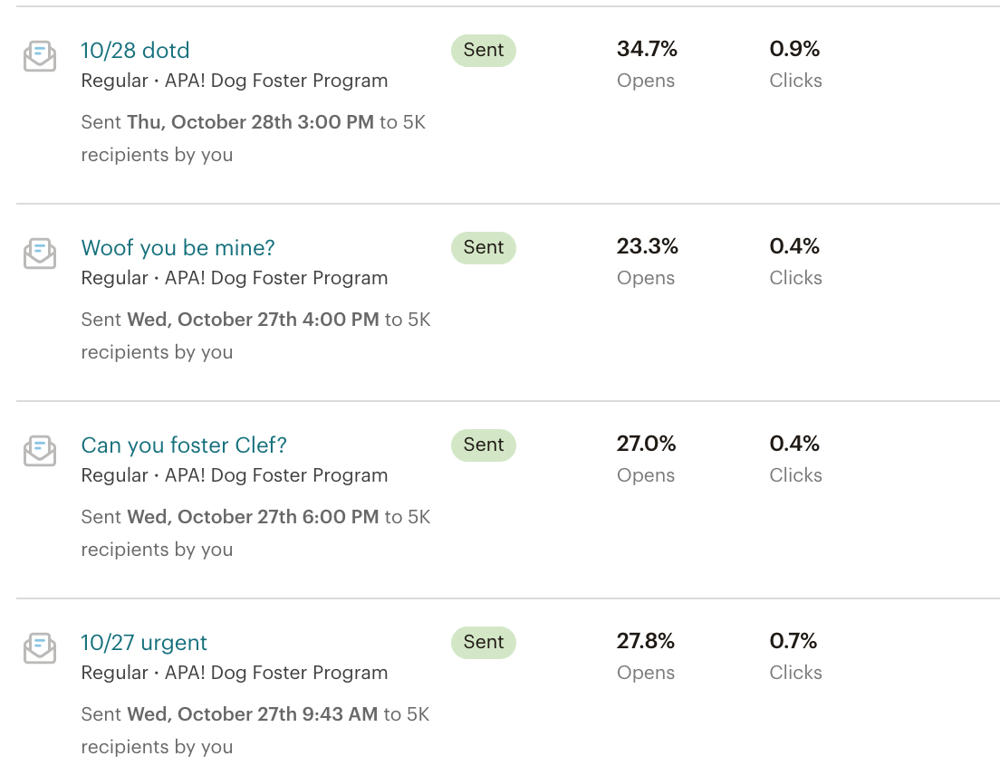 10/28 dotd
Sent
34.7%
0.9%
Regular · APA! Dog Foster Program
Opens
Clicks
Sent Thu, October 28th 3:00 PM to 5K
recipients by you
Woof you be mine?
Sent
23.3%
0.4%
Regular · APA! Dog Foster Program
Opens
Clicks
Sent Wed, October 27th 4:00 PM to 5K
recipients by you
Can you foster Clef?
Sent
27.0%
0.4%
Regular · APA! Dog Foster Program
Opens
Clicks
Sent Wed, October 27th 6:00 PM to 5K
recipients by you
10/27 urgent
Sent
27.8%
0.7%
Regular · APA! Dog Foster Program
Opens
Clicks
Sent Wed, October 27th 9:43 AM to 5K
recipients by you